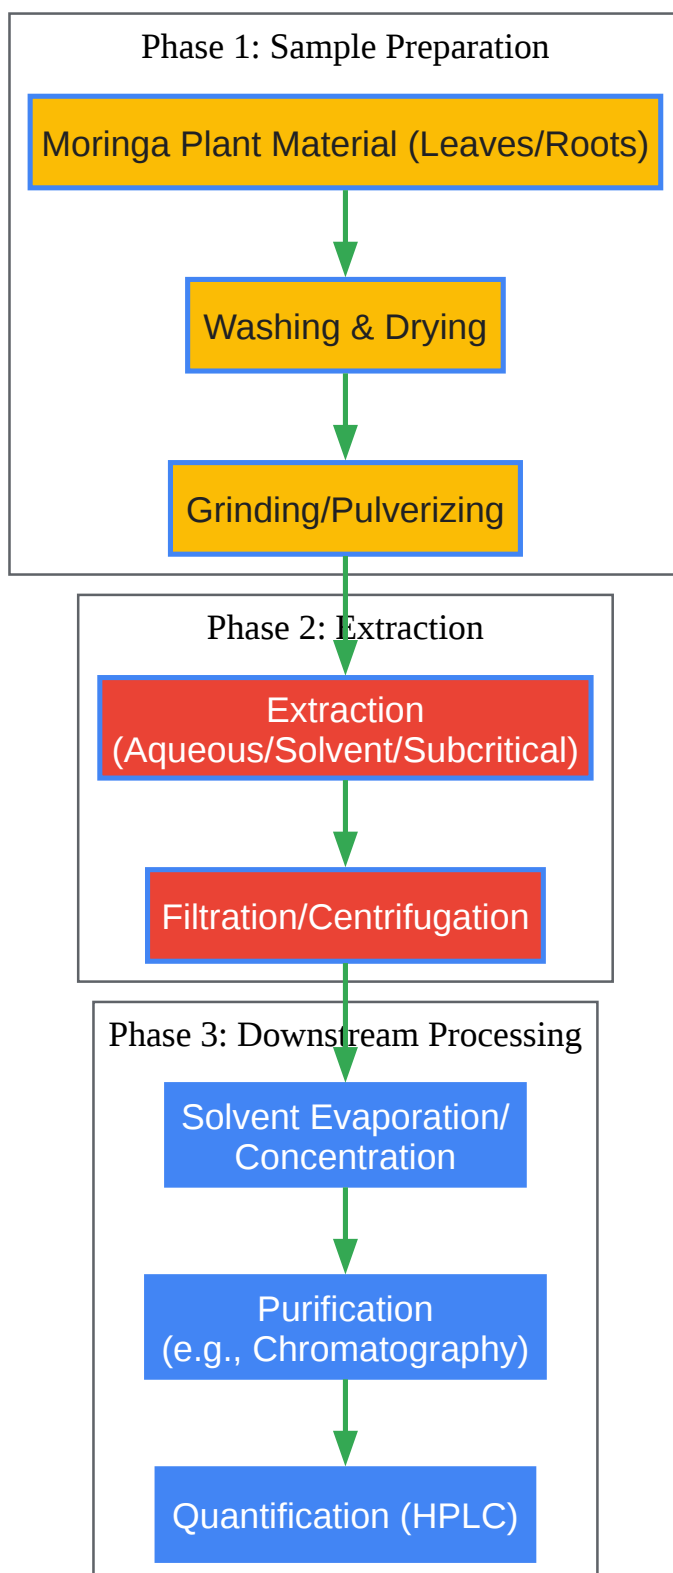 Phase 1: Sample Preparation
Moringa Plant Material (Leaves/Roots)
Washing & Drying
Grinding/Pulverizing
Phase 2: Extraction
Extraction
(Aqueous/Solvent/Subcritical)
Filtration/Centrifugation
Phase 3: Downstream Processing
Solvent Evaporation/
Concentration
Purification
(e.g., Chromatography)
Quantification (HPLC)